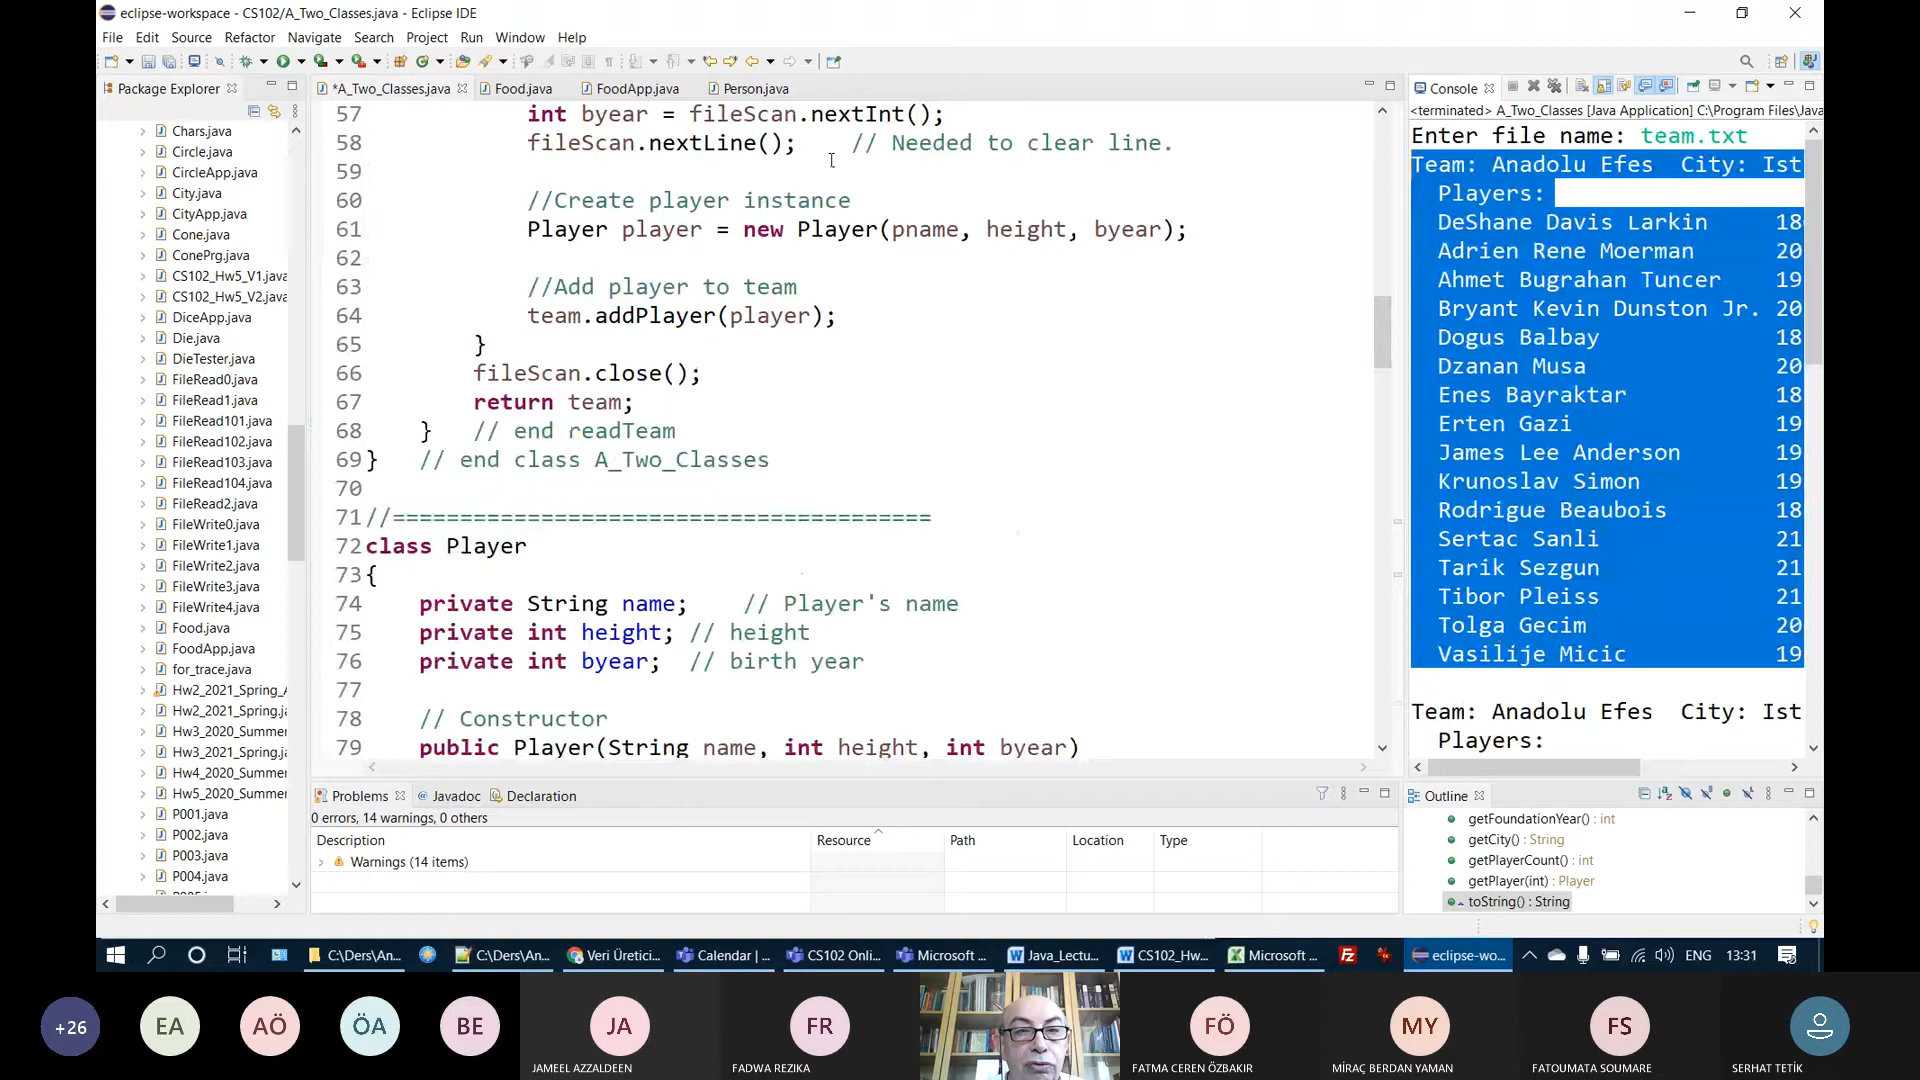 eclipse-workspace - CS102/A_Two_Classes.java - Eclipse IDE
File Edit Source Refactor Navigate Search Project Run Window Help
Package Explorer
*A_Two_Classes.java
Food.java
FoodApp.java
Person.java
Chars.java
Circle.java
CircleApp.java
City.java
CityApp.java
Cone.java
ConePrg.java
CS102_Hw5_V1.java
CS102_Hw5_V2.java
DiceApp.java
Die.java
DieTester.java
FileRead0.java
FileRead1.java
FileRead101.java
FileRead102.java
FileRead103.java
FileRead104.java
FileRead2.java
FileWrite0.java
FileWrite1.java
FileWrite2.java
FileWrite3.java
FileWrite4.java
Food.java
FoodApp.java
for_trace.java
Hw2_2021_Spring_A
Hw2_2021_Spring.ja
Hw3_2020_Summer
Hw3_2021_Spring.ja
Hw4_2020_Summer
Hw5_2020_Summer
P001.java
P002.java
P003.java
P004.java
57 int byear = fileScan.nextInt();
58 fileScan.nextLine(); // Needed to clear line.
59
60 //Create player instance
61 Player player = new Player(pname, height, byear);
62
63 //Add player to team
64 team.addPlayer(player);
65 }
66 fileScan.close();
67 return team;
68 } // end readTeam
69 } // end class A_Two_Classes
70
71 //========================================
72 class Player
73 {
74 private String name; // Player's name
75 private int height; // height
76 private int byear; // birth year
77
78 // Constructor
79 public Player(String name, int height, int byear)
Console
<terminated> A_Two_Classes [Java Application] C:\Program Files\Java
Enter file name: team.txt
Team: Anadolu Efes City: Ist
Players:
DeShane Davis Larkin 18
Adrien Rene Moerman 20
Ahmet Bugrahan Tuncer 19
Bryant Kevin Dunston Jr. 20
Dogus Balbay 18
Dzanan Musa 20
Enes Bayraktar 18
Erten Gazi 19
James Lee Anderson 19
Krunoslav Simon 19
Rodrigue Beaubois 18
Sertac Sanli 21
Tarik Sezgun 21
Tibor Pleiss 21
Tolga Gecim 20
Vasilije Micic 19
Team: Anadolu Efes City: Ist
Players:
Problems
Javadoc
Declaration
0 errors, 14 warnings, 0 others
Description Resource Path Location Type
Warnings (14 items)
Outline
getFoundationYear() : int
getCity() : String
getPlayerCount() : int
getPlayer(int) : Player
toString() : String
C:\Ders\An...
C:\Ders\An...
Veri Üretici...
Calendar | ...
CS102 Onli...
Microsoft ...
Java_Lectu...
CS102_Hw...
Microsoft ...
eclipse-wo...
ENG
13:31
+26
EA
AÖ
ÖA
BE
JA
JAMEEL AZZALDEEN
FR
FADWA REZIKA
FÖ
FATMA CEREN ÖZBAKIR
MY
MİRAÇ BERDAN YAMAN
FS
FATOUMATA SOUMARE
SERHAT TETİK